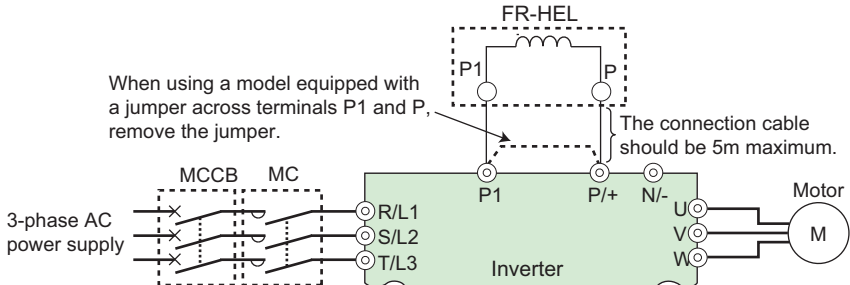 FR-HEL
P1
P
When using a model equipped with
a jumper across terminals P1 and P,
remove the jumper.
The connection cable
should be 5m maximum.
MCCB
MC
P1
P/+
N/-
Motor
3-phase AC
power supply
R/L1
S/L2
T/L3
U
V
W
M
Inverter